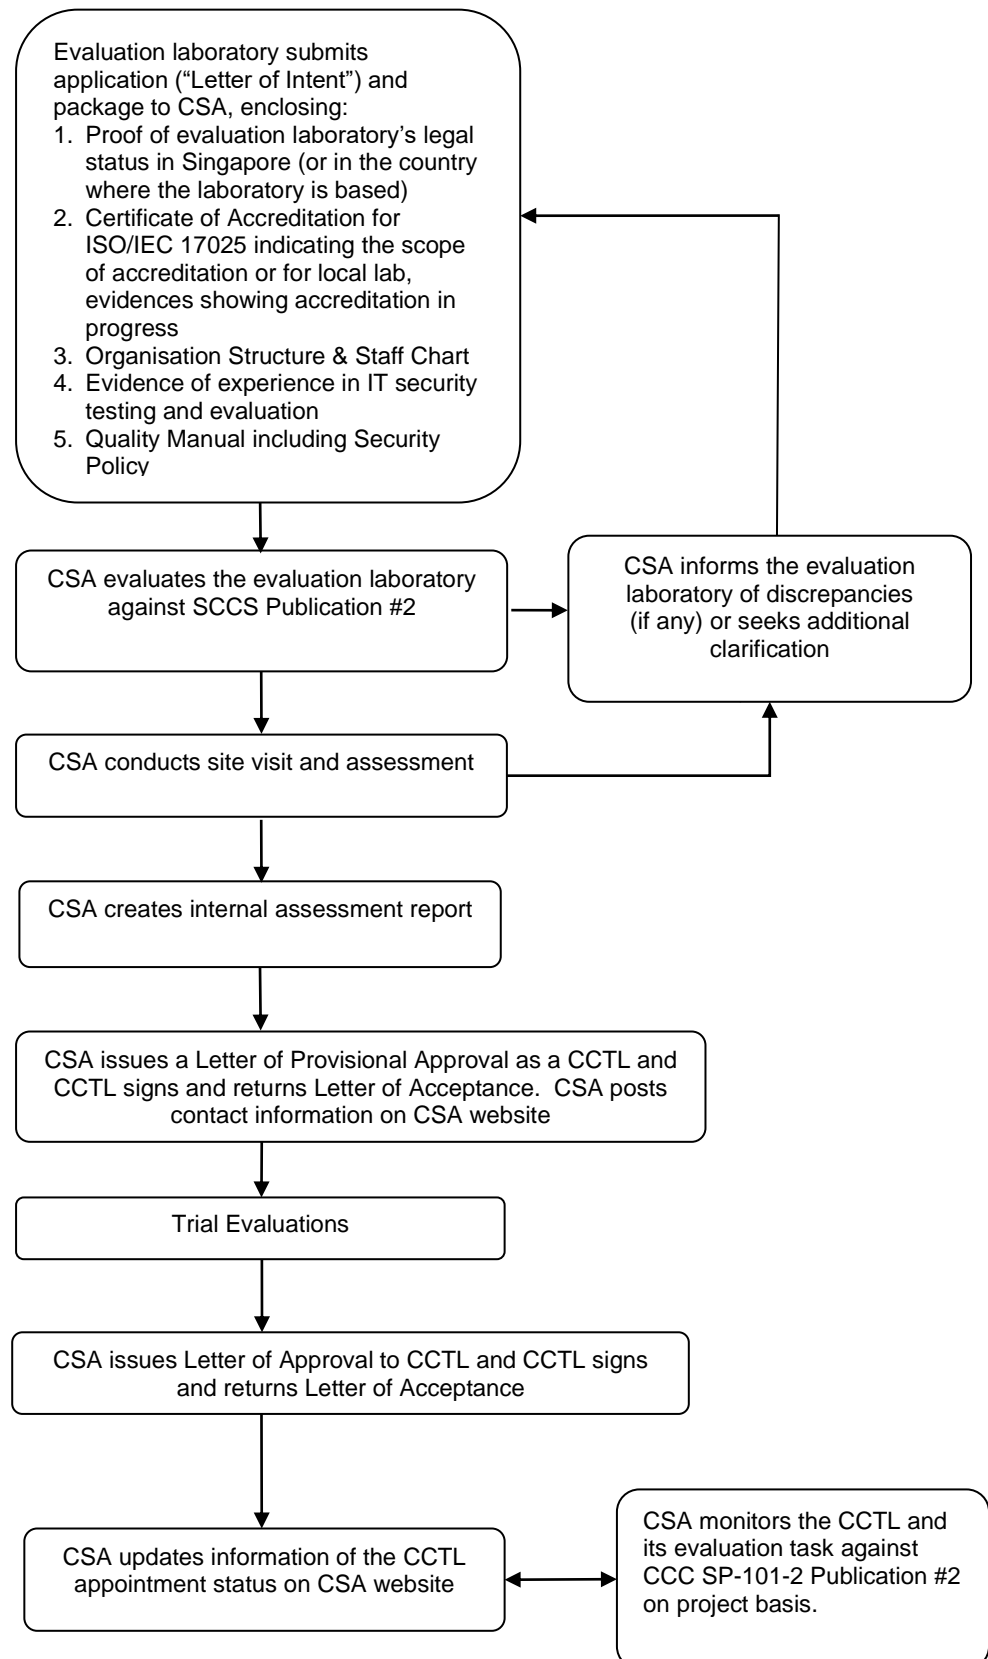 Evaluation laboratory submits
application (“Letter of Intent”) and
package to CSA, enclosing:
1. Proof of evaluation laboratory’s legal
status in Singapore (or in the country
where the laboratory is based)
2. Certificate of Accreditation for
ISO/IEC 17025 indicating the scope
of accreditation or for local lab,
evidences showing accreditation in
progress
3. Organisation Structure & Staff Chart
4. Evidence of experience in IT security
testing and evaluation
5. Quality Manual including Security
Policy
CSA evaluates the evaluation laboratory
against SCCS Publication #2
CSA informs the evaluation
laboratory of discrepancies
(if any) or seeks additional
clarification
CSA conducts site visit and assessment
CSA creates internal assessment report
CSA issues a Letter of Provisional Approval as a CCTL and
CCTL signs and returns Letter of Acceptance.  CSA posts
contact information on CSA website
Trial Evaluations
CSA issues Letter of Approval to CCTL and CCTL signs
and returns Letter of Acceptance
CSA updates information of the CCTL
appointment status on CSA website
CSA monitors the CCTL and
its evaluation task against
CCC SP-101-2 Publication #2
on project basis.